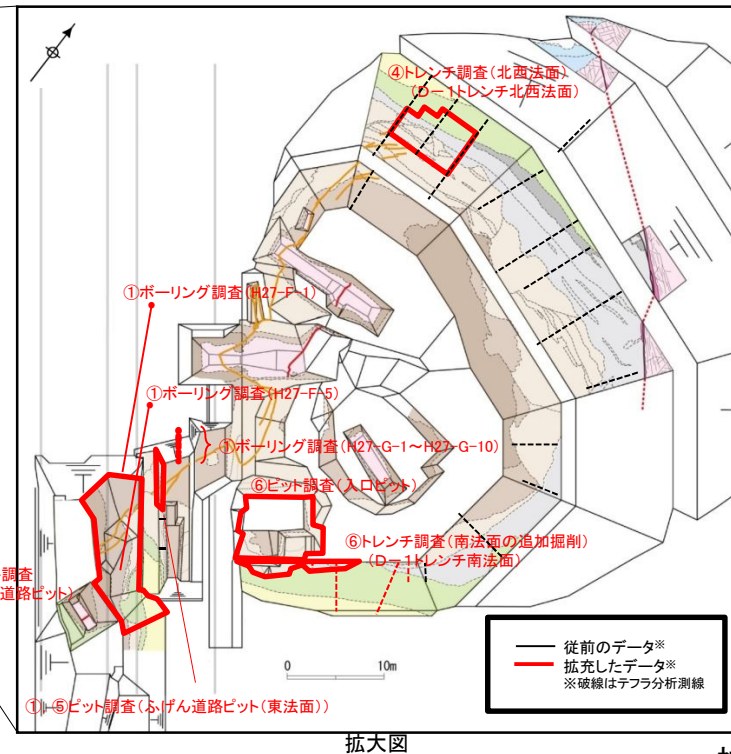 ④トレンチ調査(北西法面)
(D－1トレンチ北西法面)
①ボーリング調査(H27-F-1)
①ボーリング調査(H27-F-5)
①ボーリング調査(H27-G-1～H27-G-10)
⑥ピット調査(入口ピット)
⑥トレンチ調査(南法面の追加掘削)
(D－1トレンチ南法面)
調査
道路ピット)
0 10m
従前のデータ※
拡充したデータ※
※破線はテフラ分析測線
①、⑤ピット調査(ふげん道路ピット(東法面))
拡大図